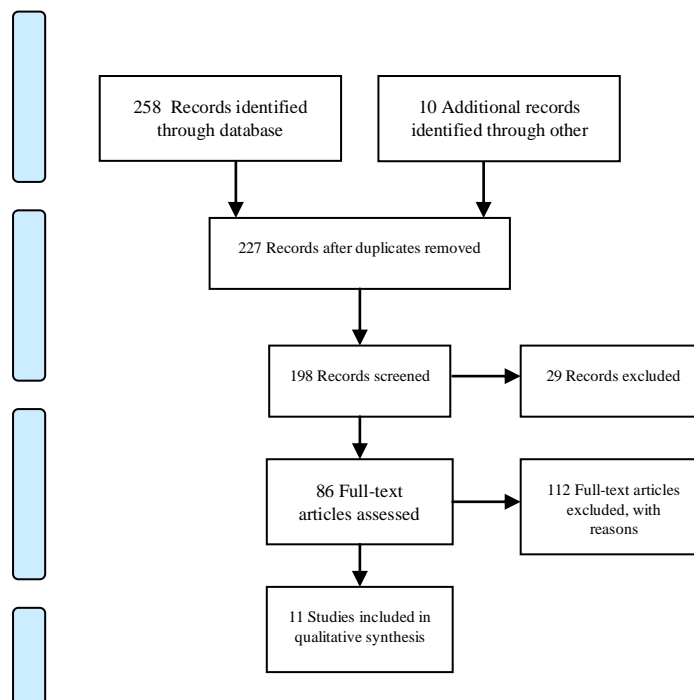 258 Records identified
through database
10 Additional records
identified through other
227 Records after duplicates removed
198 Records screened
29 Records excluded
86 Full-text
articles assessed
112 Full-text articles
excluded, with
reasons
11 Studies included in
qualitative synthesis